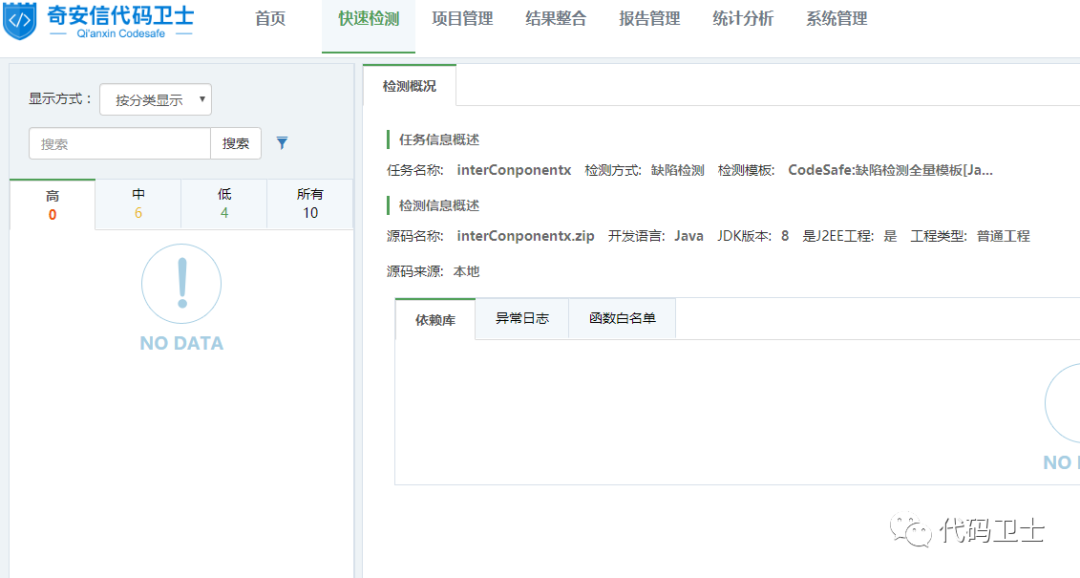 奇安信代码卫士
Qi'anxin Codesafe
首页 快速检测 项目管理 结果整合 报告管理 统计分析 系统管理
显示方式： 按分类显示
搜索 搜索
高 中 低 所有
0 6 4 10
NO DATA
检测概况
任务信息概述
任务名称: interConponentx 检测方式: 缺陷检测 检测模板: CodeSafe:缺陷检测全量模板[Ja...
检测信息概述
源码名称: interConponentx.zip 开发语言: Java JDK版本: 8 是J2EE工程: 是 工程类型: 普通工程
源码来源: 本地
依赖库 异常日志 函数白名单
NO
代码卫士